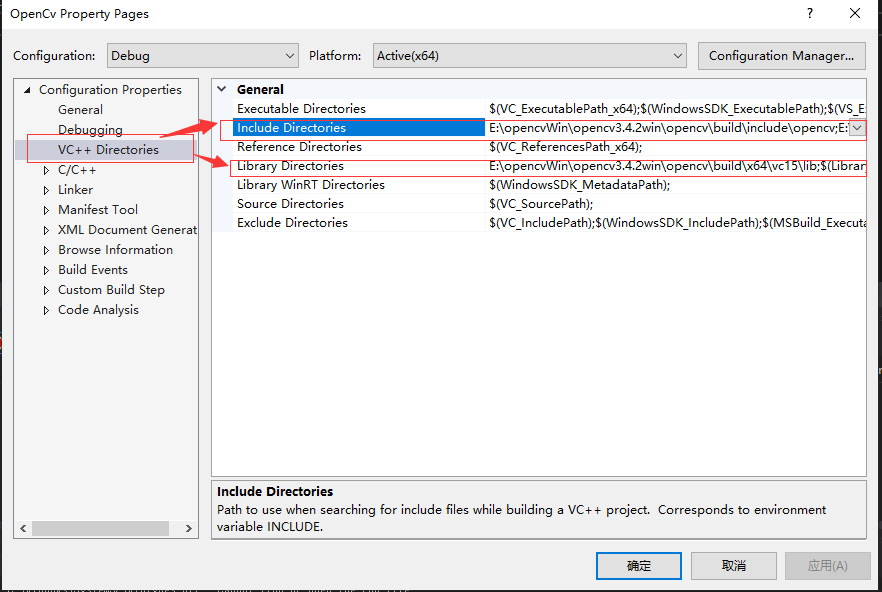 OpenCv Property Pages
Configuration: Debug Platform: Active(x64) Configuration Manager...
Configuration Properties
General
Debugging
VC++ Directories
C/C++
Linker
Manifest Tool
XML Document Generat
Browse Information
Build Events
Custom Build Step
Code Analysis
General
Executable Directories $(VC_ExecutablePath_x64);$(WindowsSDK_ExecutablePath);$(VS_E
Include Directories E:\opencvWin\opencv3.4.2win\opencv\build\include\opencv;E:
Reference Directories $(VC_ReferencesPath_x64);
Library Directories E:\opencvWin\opencv3.4.2win\opencv\build\x64\vc15\lib;$(Library
Library WinRT Directories $(WindowsSDK_MetadataPath);
Source Directories $(VC_SourcePath);
Exclude Directories $(VC_IncludePath);$(WindowsSDK_IncludePath);$(MSBuild_Executa
Include Directories
Path to use when searching for include files while building a VC++ project.  Corresponds to environment
variable INCLUDE.
确定 取消 应用(A)